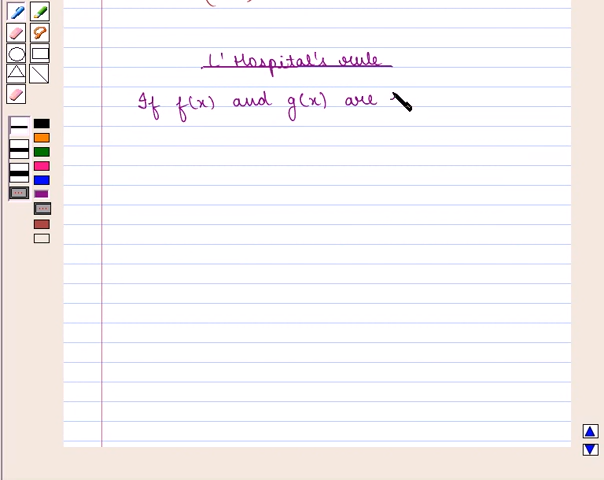 L' Hospital's rule
If f(x) and g(x) are